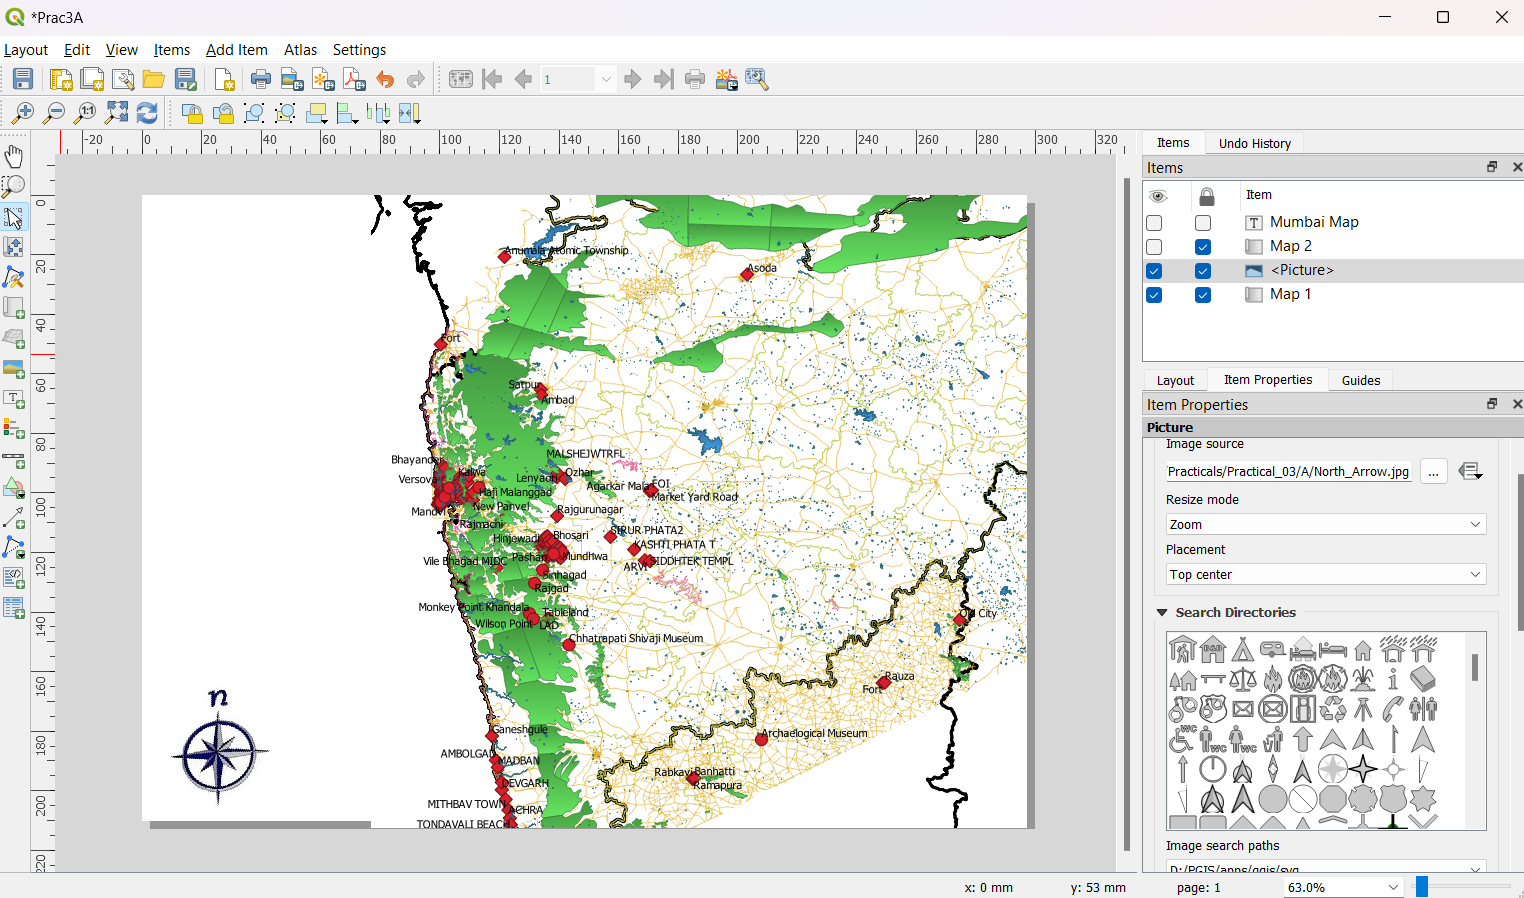 *Prac3A
Layout Edit View Items Add Item Atlas Settings
1
-20 0 20 40 60 80 100 120 140 160 180 200 220 240 260 280 300 320
0
20
40
60
80
100
120
140
160
180
200
220
Anumala Atomic Township
Asoda
Fort
Satpur
Ambad
MALSHEJWTRFL
Bhayander
Kalwa
Ozhar
Versova
Lenyadri
Agarkar Mala
FOI
Haji Malanggad
Market Yard Road
Mandvi
New Panvel
Rajgurunagar
Rajmachi
SIRUR PHATA2
Hinjewadi
Bhosari
KASHTI PHATA T
Vile Bhagad MIDC
Pashan
Mundhwa
ARVI
SIDDHTEK TEMPL
Sinhagad
Rajgad
Monkey Point Khandala
Tableland
Wilson Point
LAD
Old City
Chhatrapati Shivaji Museum
Rauza
Fort
n
Ganeshgule
Archaelogical Museum
AMBOLGAD
MADBAN
Rabkavi Banhatti
DEVGARH
Ramapura
MITHBAV TOWN
ACHRA
TONDAVALI BEACH
Items Undo History
Items
Item
Mumbai Map
Map 2
<Picture>
Map 1
Layout Item Properties Guides
Item Properties
Picture
Image source
Practicals/Practical_03/A/North_Arrow.jpg ...
Resize mode
Zoom
Placement
Top center
Search Directories
Image search paths
D:/PGIS/apps/qgis/svg
x: 0 mm y: 53 mm page: 1 63.0%